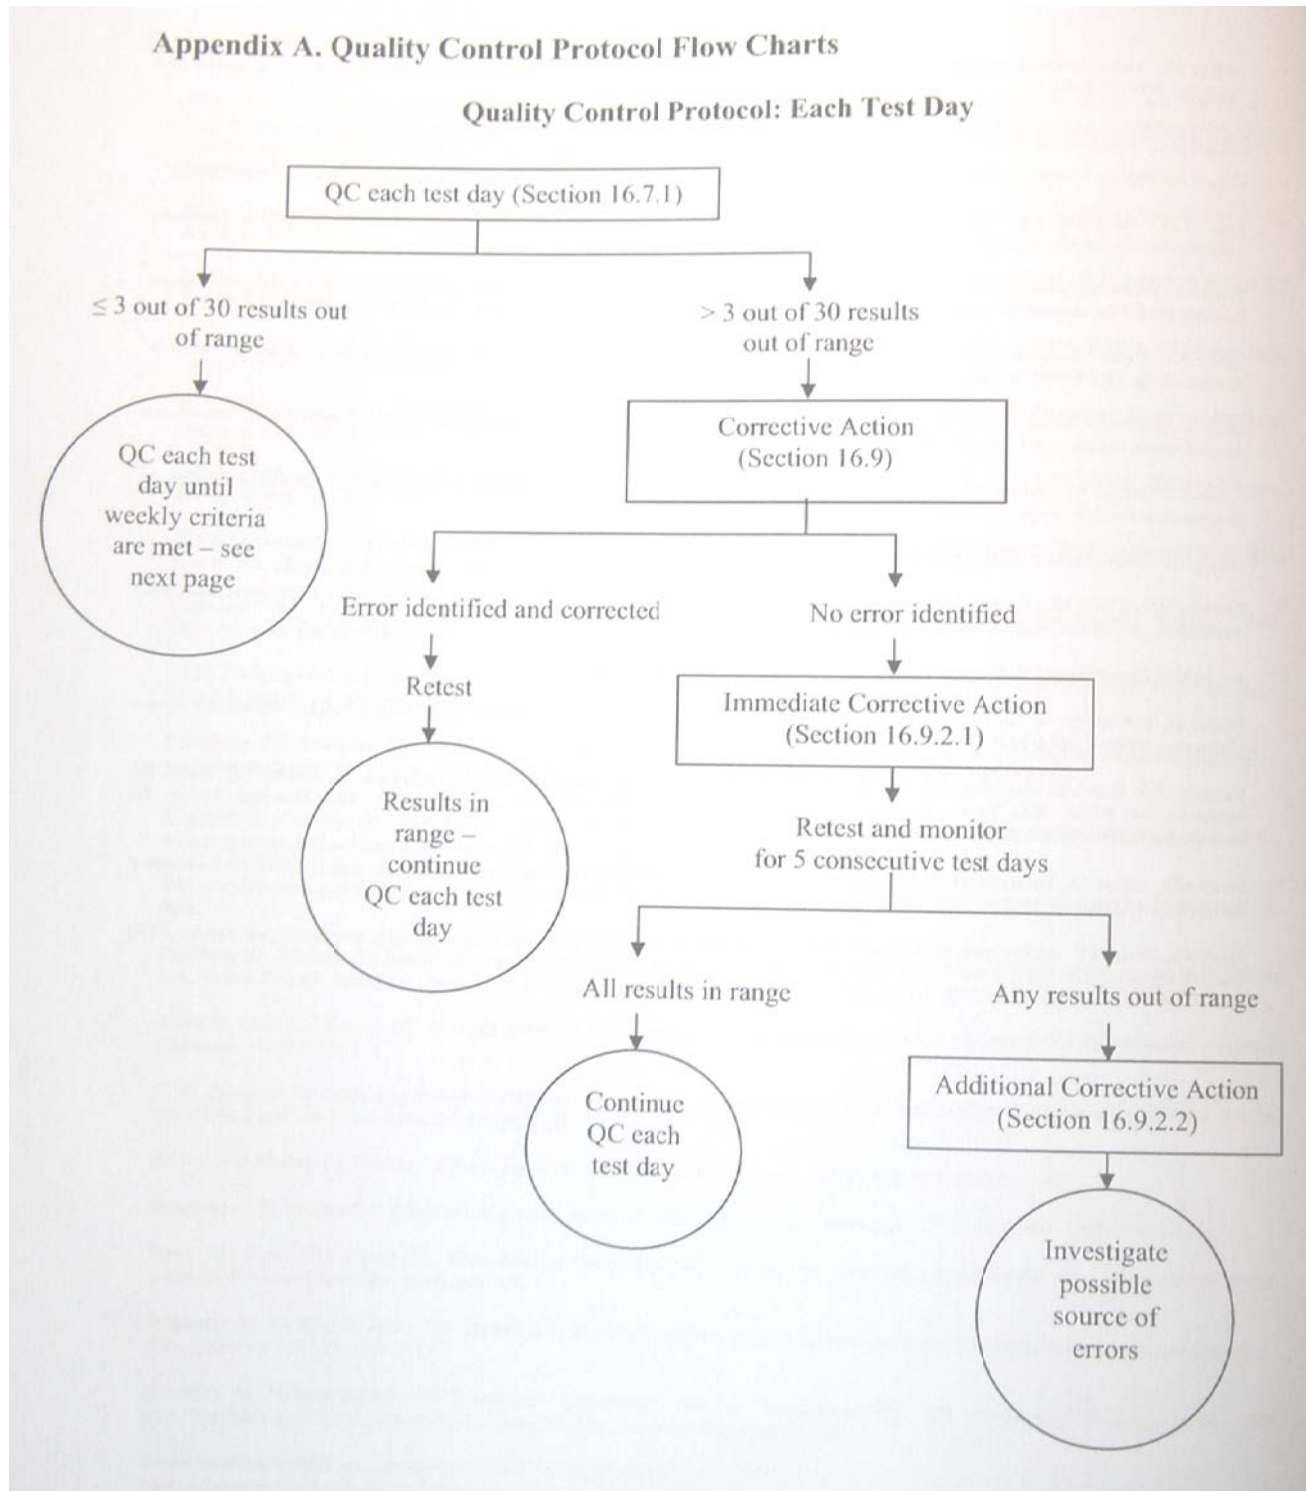 Appendix A. Quality Control Protocol Flow Charts
Quality Control Protocol: Each Test Day
QC each test day (Section 16.7.1)
≤ 3 out of 30 results out
of range
> 3 out of 30 results
out of range
QC each test
day until
weekly criteria
are met – see
next page
Corrective Action
(Section 16.9)
Error identified and corrected
No error identified
Retest
Immediate Corrective Action
(Section 16.9.2.1)
Results in
range –
continue
QC each test
day
Retest and monitor
for 5 consecutive test days
All results in range
Any results out of range
Continue
QC each
test day
Additional Corrective Action
(Section 16.9.2.2)
Investigate
possible
source of
errors